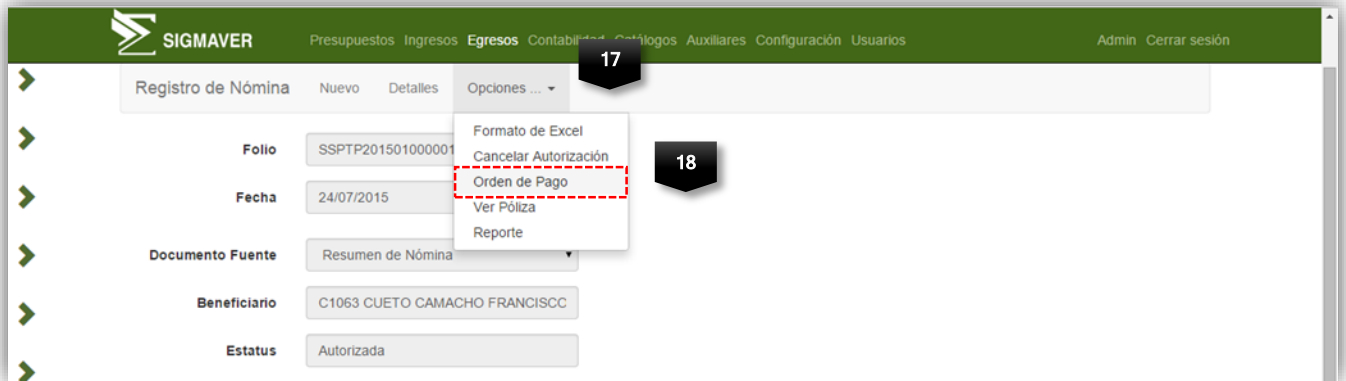 SIGMAVER Presupuestos Ingresos Egresos Contabilidad Catálogos Auxiliares Configuración Usuarios Admin Cerrar sesión
17
Registro de Nómina Nuevo Detalles Opciones ...
Formato de Excel
Folio SSPTP201501000001
Cancelar Autorización
18
Orden de Pago
Fecha 24/07/2015
Ver Póliza
Reporte
Documento Fuente Resumen de Nómina
Beneficiario C1063 CUETO CAMACHO FRANCISCC
Estatus Autorizada